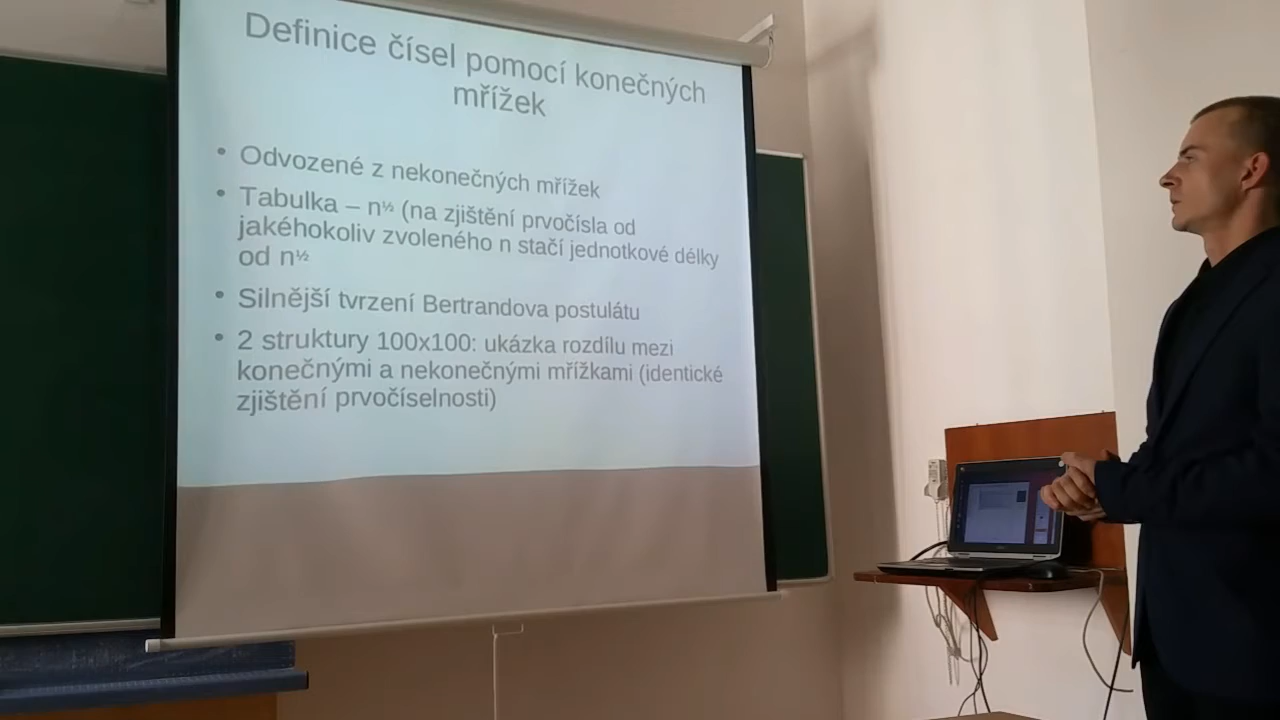 Definice čísel pomocí konečných
mřížek
• Odvozené z nekonečných mřížek
• Tabulka – n½ (na zjištění prvočísla od
jakéhokoliv zvoleného n stačí jednotkové délky
od n½
• Silnější tvrzení Bertrandova postulátu
• 2 struktury 100x100: ukázka rozdílu mezi
konečnými a nekonečnými mřížkami (identické
zjištění prvočíselnosti)